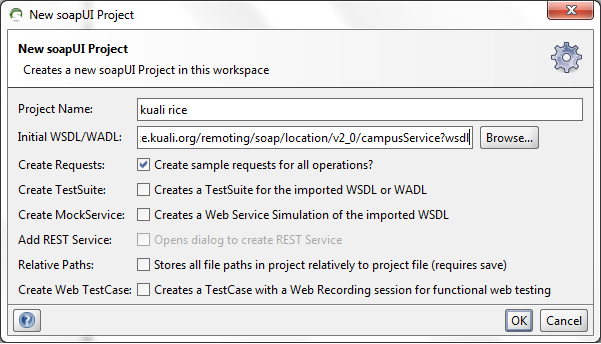 New soapUI Project
New soapUI Project
Creates a new soapUI Project in this workspace
Project Name: kuali rice
Initial WSDL/WADL: e.kuali.org/remoting/soap/location/v2_0/campusService?wsdl Browse...
Create Requests: Create sample requests for all operations?
Create TestSuite: Creates a TestSuite for the imported WSDL or WADL
Create MockService: Creates a Web Service Simulation of the imported WSDL
Add REST Service: Opens dialog to create REST Service
Relative Paths: Stores all file paths in project relatively to project file (requires save)
Create Web TestCase: Creates a TestCase with a Web Recording session for functional web testing
? OK Cancel